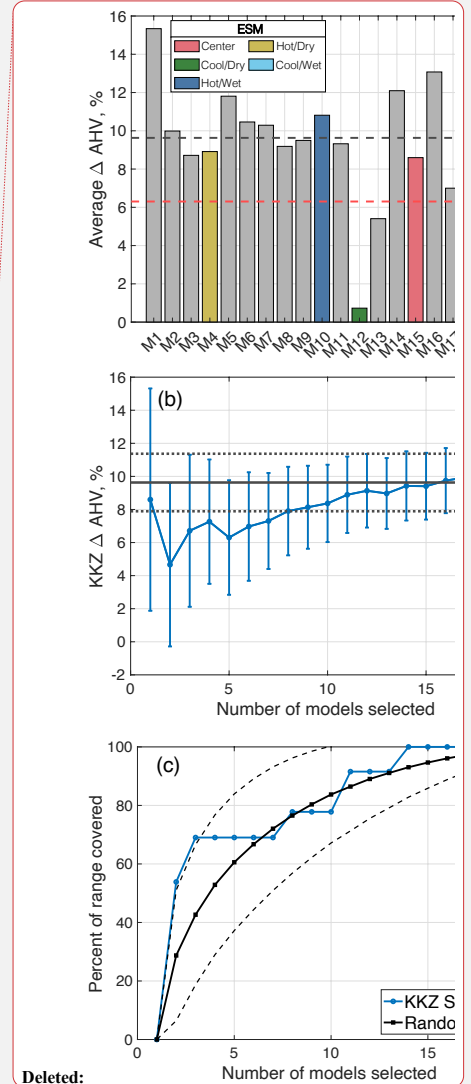 16
14
12
10
8
6
4
2
0
Average Δ AHV, %
ESM
Center
Hot/Dry
Cool/Dry
Cool/Wet
Hot/Wet
M1 M2 M3 M4 M5 M6 M7 M8 M9 M10 M11 M12 M13 M14 M15 M16 M17
16
14
12
10
8
6
4
2
0
-2
KKZ Δ AHV, %
(b)
0 5 10 15
Number of models selected
100
80
60
40
20
0
Percent of range covered
(c)
KKZ S
Rando
0 5 10 15
Number of models selected
Deleted: